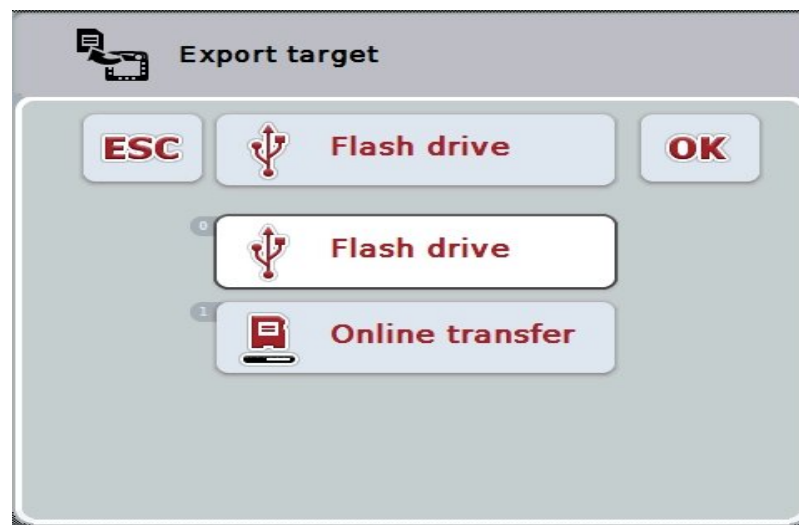 Export target
ESC Flash drive OK
0 Flash drive
1 Online transfer